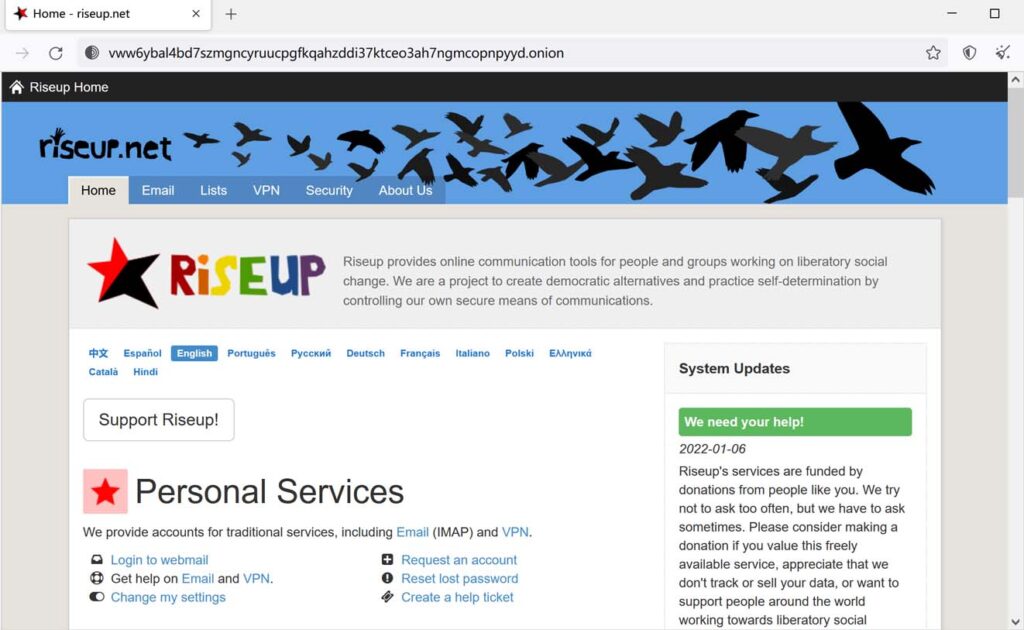 Home - riseup.net
vww6ybal4bd7szmgncyruucpgfkqahzddi37ktceo3ah7ngmcopnpyyd.onion
Riseup Home
riseup.net
Home Email Lists VPN Security About Us
RiSEUP
Riseup provides online communication tools for people and groups working on liberatory social
change. We are a project to create democratic alternatives and practice self-determination by
controlling our own secure means of communications.
中文 Español English Português Русский Deutsch Français Italiano Polski Ελληνικά
Català Hindi
Support Riseup!
Personal Services
We provide accounts for traditional services, including Email (IMAP) and VPN.
Login to webmail
Get help on Email and VPN.
Change my settings
Request an account
Reset lost password
Create a help ticket
System Updates
We need your help!
2022-01-06
Riseup's services are funded by
donations from people like you. We try
not to ask too often, but we have to ask
sometimes. Please consider making a
donation if you value this freely
available service, appreciate that we
don't track or sell your data, or want to
support people around the world
working towards liberatory social